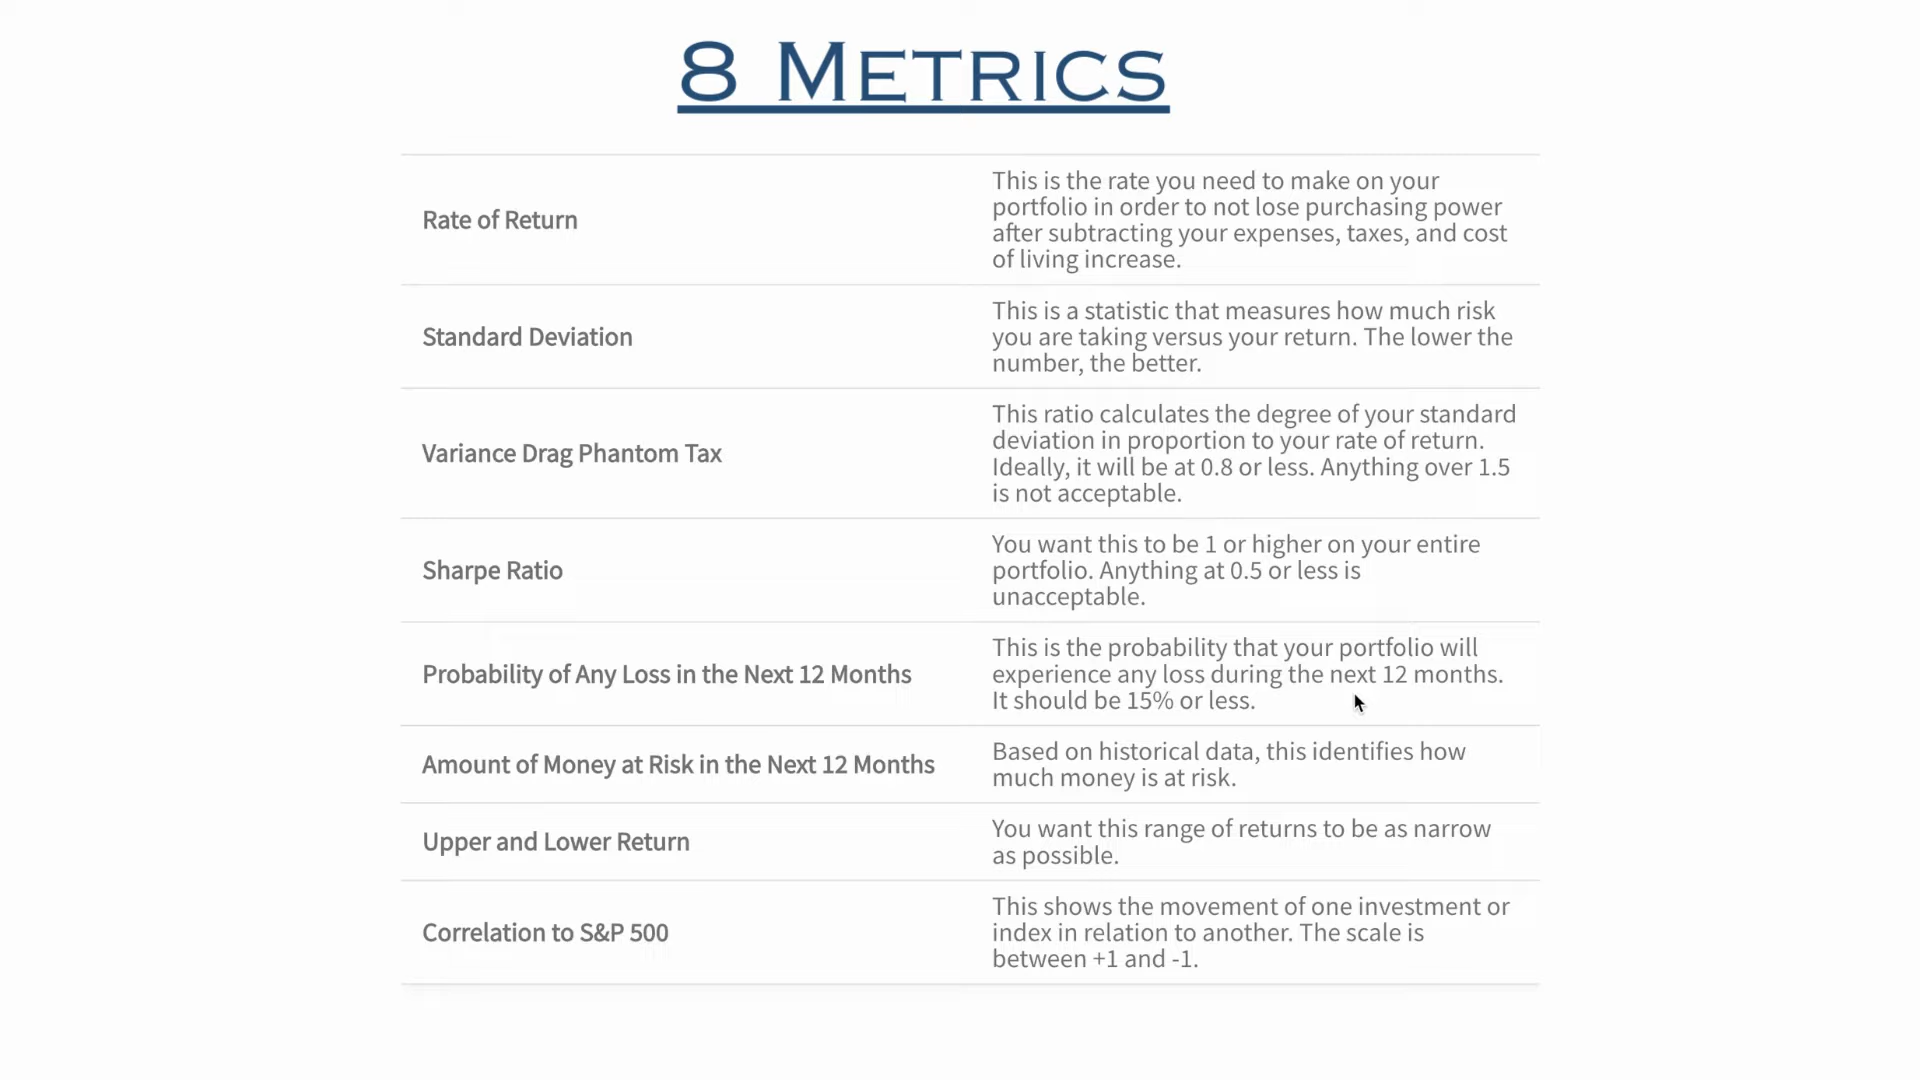 8 METRICS
Rate of Return
This is the rate you need to make on your
portfolio in order to not lose purchasing power
after subtracting your expenses, taxes, and cost
of living increase.
Standard Deviation
This is a statistic that measures how much risk
you are taking versus your return. The lower the
number, the better.
Variance Drag Phantom Tax
This ratio calculates the degree of your standard
deviation in proportion to your rate of return.
Ideally, it will be at 0.8 or less. Anything over 1.5
is not acceptable.
Sharpe Ratio
You want this to be 1 or higher on your entire
portfolio. Anything at 0.5 or less is
unacceptable.
Probability of Any Loss in the Next 12 Months
This is the probability that your portfolio will
experience any loss during the next 12 months.
It should be 15% or less.
Amount of Money at Risk in the Next 12 Months
Based on historical data, this identifies how
much money is at risk.
Upper and Lower Return
You want this range of returns to be as narrow
as possible.
Correlation to S&P 500
This shows the movement of one investment or
index in relation to another. The scale is
between +1 and -1.